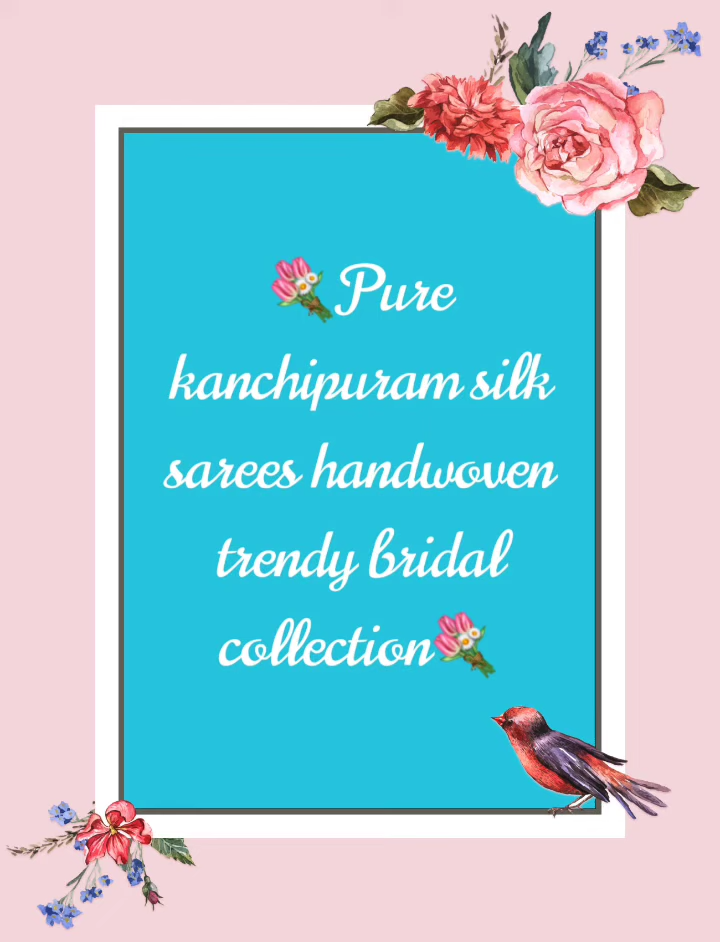 💐Pure
kanchipuram silk
sarees handwoven
trendy bridal
collection💐